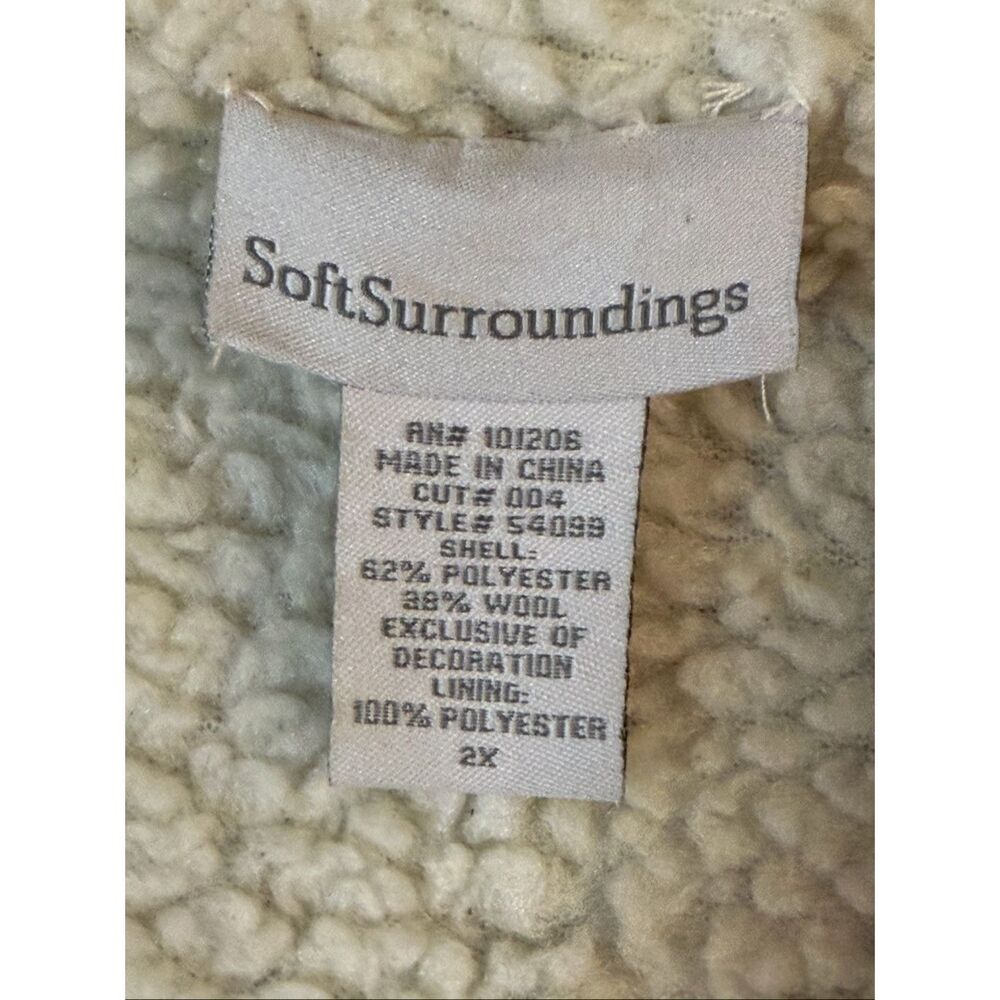 SoftSurroundings
RN# 101206
MADE IN CHINA
CUT# 004
STYLE# 54099
SHELL:
62% POLYESTER
38% WOOL
EXCLUSIVE OF
DECORATION
LINING:
100% POLYESTER
2X